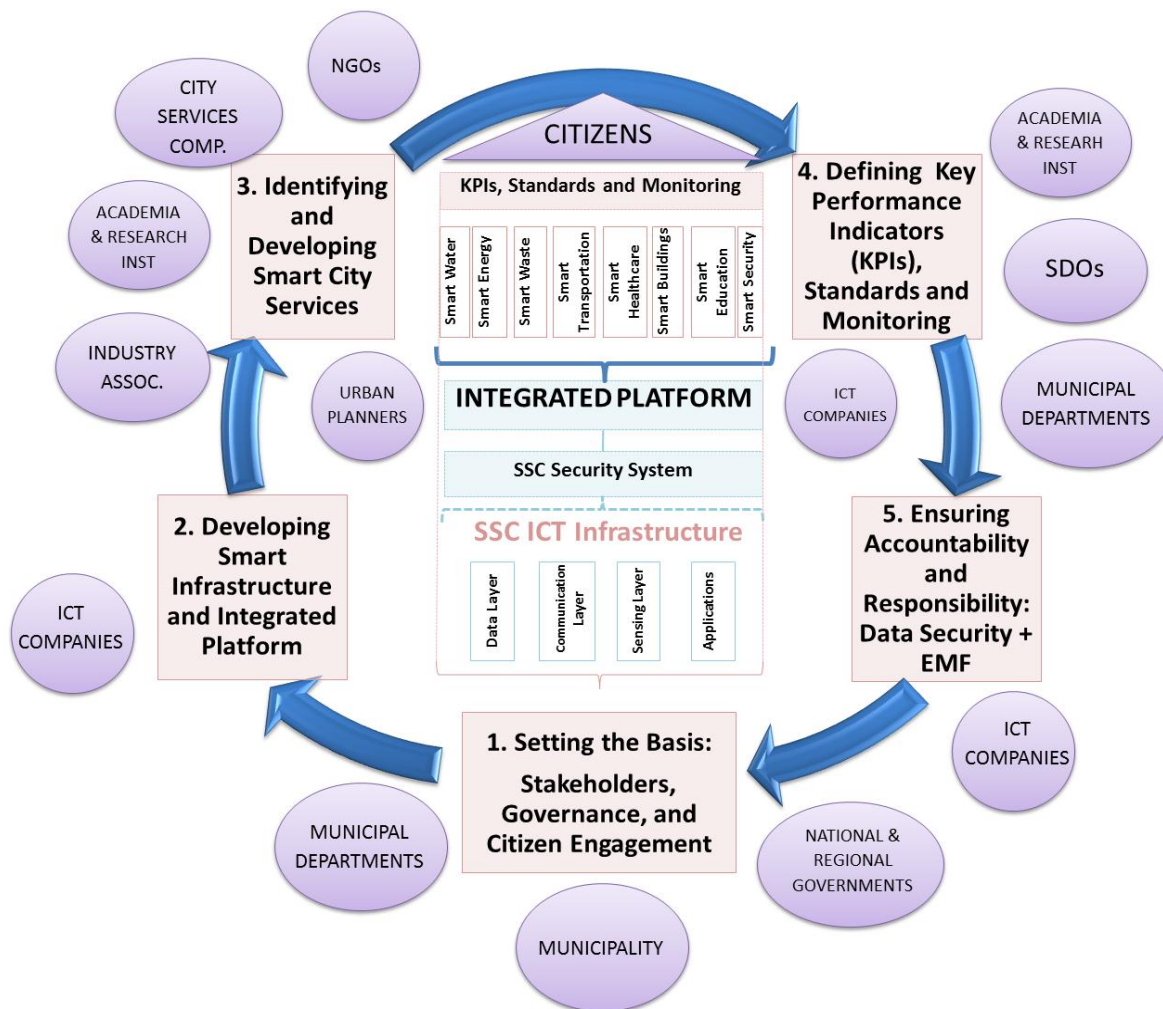 NGOs
CITY
SERVICES
COMP.
CITIZENS
ACADEMIA
& RESEARH
INST
3. Identifying
and
Developing
Smart City
Services
KPIs, Standards and Monitoring
4. Defining Key
Performance
Indicators
(KPIs),
Standards and
Monitoring
ACADEMIA
& RESEARCH
INST
Smart Water
Smart Energy
Smart Waste
Smart
Transportation
Smart
Healthcare
Smart Buildings
Smart
Education
Smart Security
SDOs
INDUSTRY
ASSOC.
URBAN
PLANNERS
INTEGRATED PLATFORM
ICT
COMPANIES
MUNICIPAL
DEPARTMENTS
SSC Security System
2. Developing
Smart
Infrastructure
and Integrated
Platform
SSC ICT Infrastructure
5. Ensuring
Accountability
and
Responsibility:
Data Security +
EMF
ICT
COMPANIES
Data Layer
Communication
Layer
Sensing Layer
Applications
1. Setting the Basis:
Stakeholders,
Governance, and
Citizen Engagement
ICT
COMPANIES
MUNICIPAL
DEPARTMENTS
NATIONAL &
REGIONAL
GOVERNMENTS
MUNICIPALITY